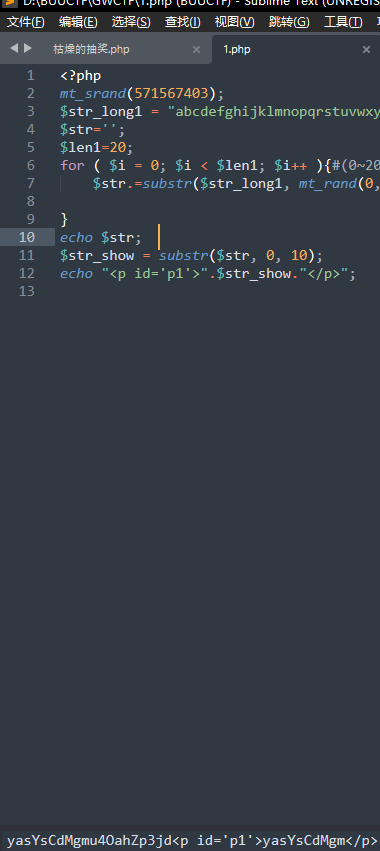 D:\BUUCTF\GWCTF\1.php (BUUCTF) - Sublime Text (UNREGIS
文件(F) 编辑(E) 选择(S) 查找(I) 视图(V) 跳转(G) 工具(T)
枯燥的抽奖.php × 1.php ×
1 <?php
2 mt_srand(571567403);
3 $str_long1 = "abcdefghijklmnopqrstuvwxy
4 $str='';
5 $len1=20;
6 for ( $i = 0; $i < $len1; $i++ ){#(0~20
7 $str.=substr($str_long1, mt_rand(0,
8
9 }
10 echo $str;
11 $str_show = substr($str, 0, 10);
12 echo "<p id='p1'>".$str_show."</p>";
13
yasYsCdMgmu4OahZp3jd<p id='p1'>yasYsCdMgm</p>